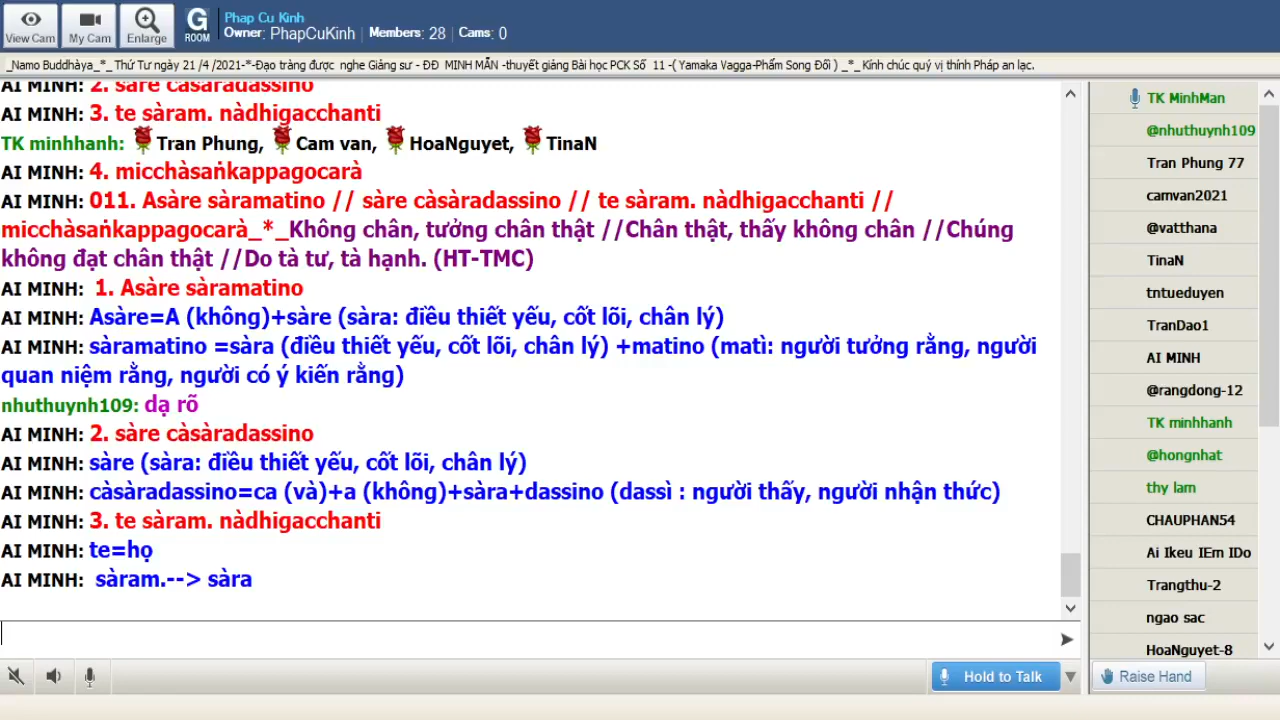 View Cam
My Cam
Enlarge
G
ROOM
Phap Cu Kinh
Owner: PhapCuKinh | Members: 28 | Cams: 0
_Namo Buddhàya_*_ Thứ Tư ngày 21 /4 /2021-*-Đạo tràng được nghe Giảng sư - ĐĐ MINH MẪN -thuyết giảng Bài học PCK Số 11 -( Yamaka Vagga-Phẩm Song Đối ) _*_ Kính chúc quý vị thính Pháp an lạc.
AI MINH: 2. sàre càsàradassino
AI MINH: 3. te sàram. nàdhigacchanti
TK minhhanh: Tran Phung, Cam van, HoaNguyet, TinaN
AI MINH: 4. micchàsaṅkappagocarà
AI MINH: 011. Asàre sàramatino // sàre càsàradassino // te sàram. nàdhigacchanti //
micchàsaṅkappagocarà_*_Không chân, tưởng chân thật //Chân thật, thấy không chân //Chúng
không đạt chân thật //Do tà tư, tà hạnh. (HT-TMC)
AI MINH: 1. Asàre sàramatino
AI MINH: Asàre=A (không)+sàre (sàra: điều thiết yếu, cốt lõi, chân lý)
AI MINH: sàramatino =sàra (điều thiết yếu, cốt lõi, chân lý) +matino (matì: người tưởng rằng, người
quan niệm rằng, người có ý kiến rằng)
nhuthuynh109: dạ rõ
AI MINH: 2. sàre càsàradassino
AI MINH: sàre (sàra: điều thiết yếu, cốt lõi, chân lý)
AI MINH: càsàradassino=ca (và)+a (không)+sàra+dassino (dassì : người thấy, người nhận thức)
AI MINH: 3. te sàram. nàdhigacchanti
AI MINH: te=họ
AI MINH: sàram.--> sàra
Hold to Talk
TK MinhMan
@nhuthuynh109
Tran Phung 77
camvan2021
@vatthana
TinaN
tntueduyen
TranDao1
AI MINH
@rangdong-12
TK minhhanh
@hongnhat
thy lam
CHAUPHAN54
Ai Ikeu IEm IDo
Trangthu-2
ngao sac
HoaNguyet-8
Raise Hand